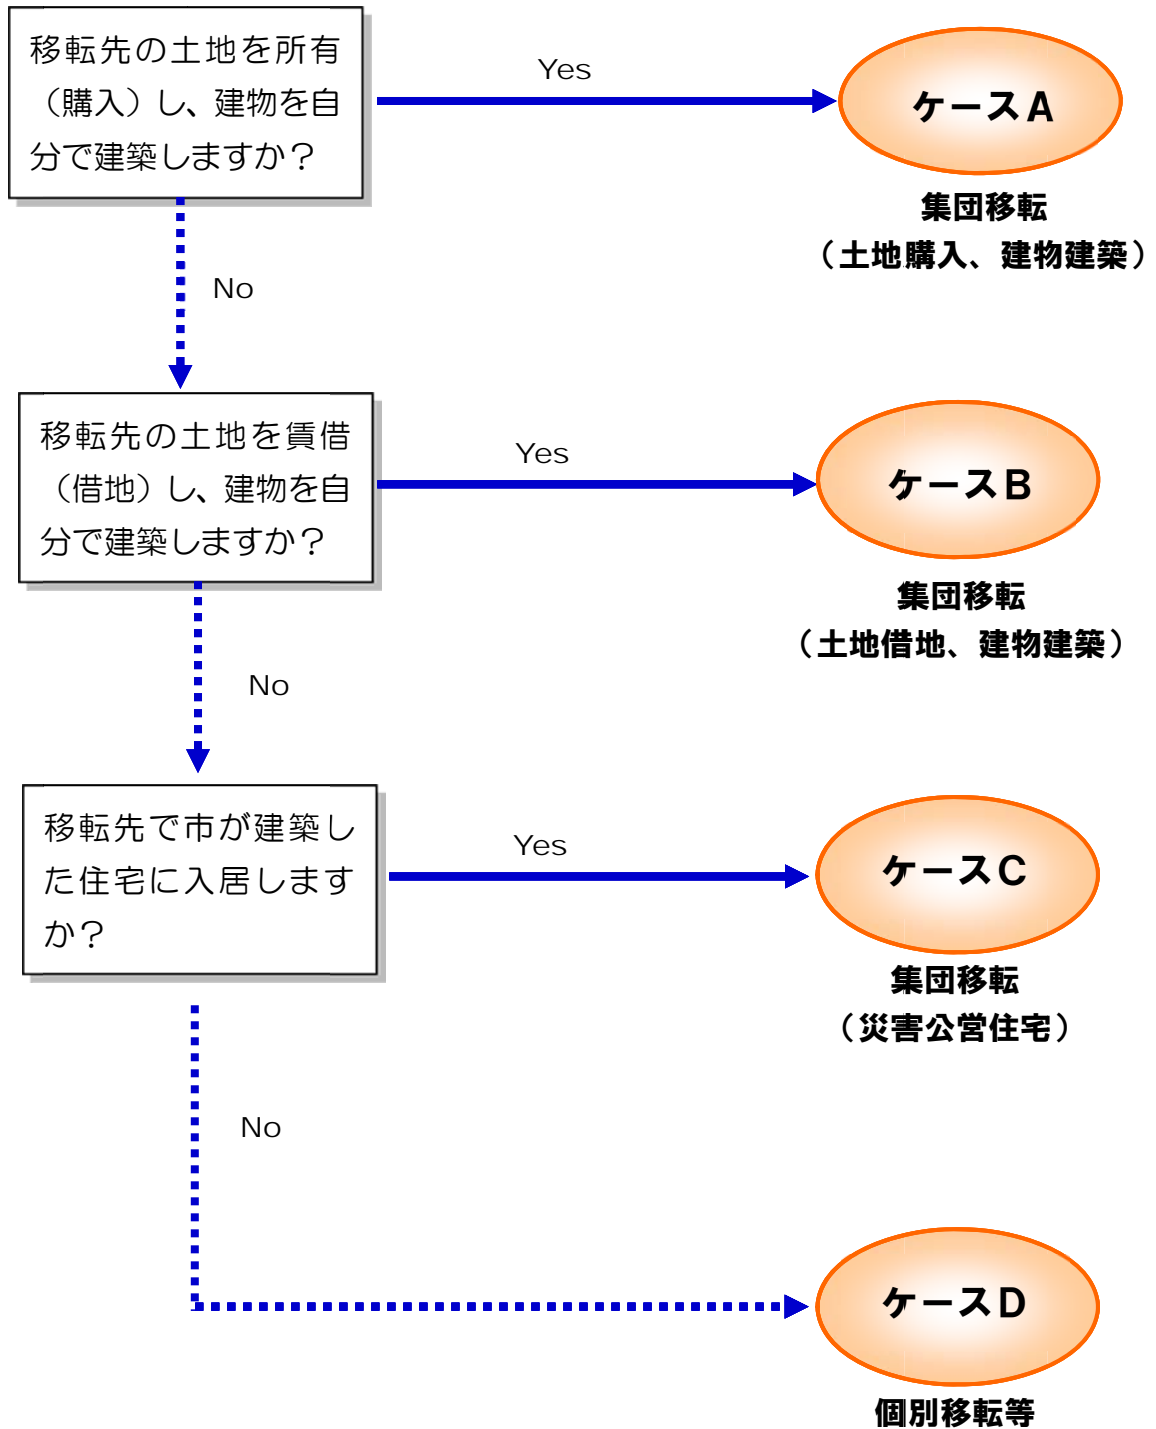 移転先の土地を所有
（購入）し、建物を自
分で建築しますか？
Yes
ケースA
集団移転
（土地購入、建物建築）
No
移転先の土地を賃借
（借地）し、建物を自
分で建築しますか？
Yes
ケースB
集団移転
（土地借地、建物建築）
No
移転先で市が建築し
た住宅に入居します
か？
Yes
ケースC
集団移転
（災害公営住宅）
No
ケースD
個別移転等